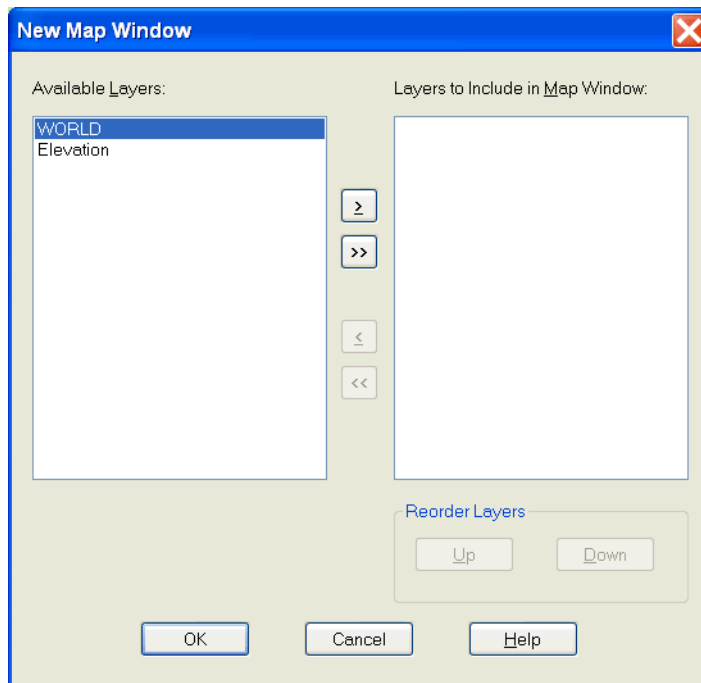 New Map Window
Available Layers:
Layers to Include in Map Window:
WORLD
Elevation
>
>>
<
<<
Reorder Layers
Up
Down
OK
Cancel
Help